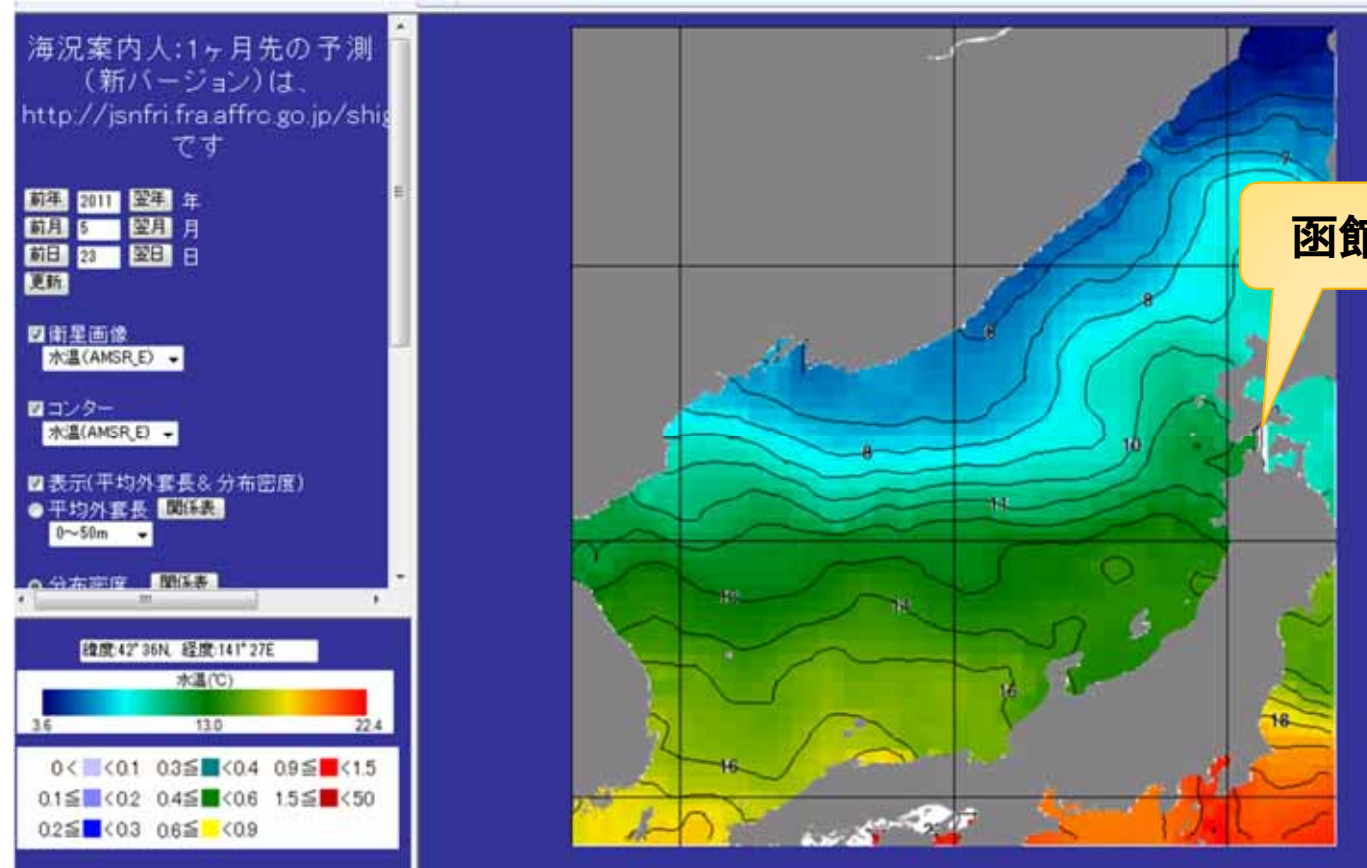 海況案内人:1ヶ月先の予測
(新バージョン)は、
http://jsnfri.fra.affrc.go.jp/shig
です
前年 2011 翌年 年
前月 5 翌月 月
前日 23 翌日 日
更新
衛星画像
水温(AMSR_E)
コンター
水温(AMSR_E)
表示(平均外套長&分布密度)
平均外套長 関係表
0～50m
分布密度 関係表
緯度:42°36N, 経度:141°27E
水温(℃)
3.6 13.0 22.4
0< <0.1 0.3≦ <0.4 0.9≦ <1.5
0.1≦ <0.2 0.4≦ <0.6 1.5≦ <50
0.2≦ <0.3 0.6≦ <0.9
7
函館
8
6
10
8
11
14
16
18
16